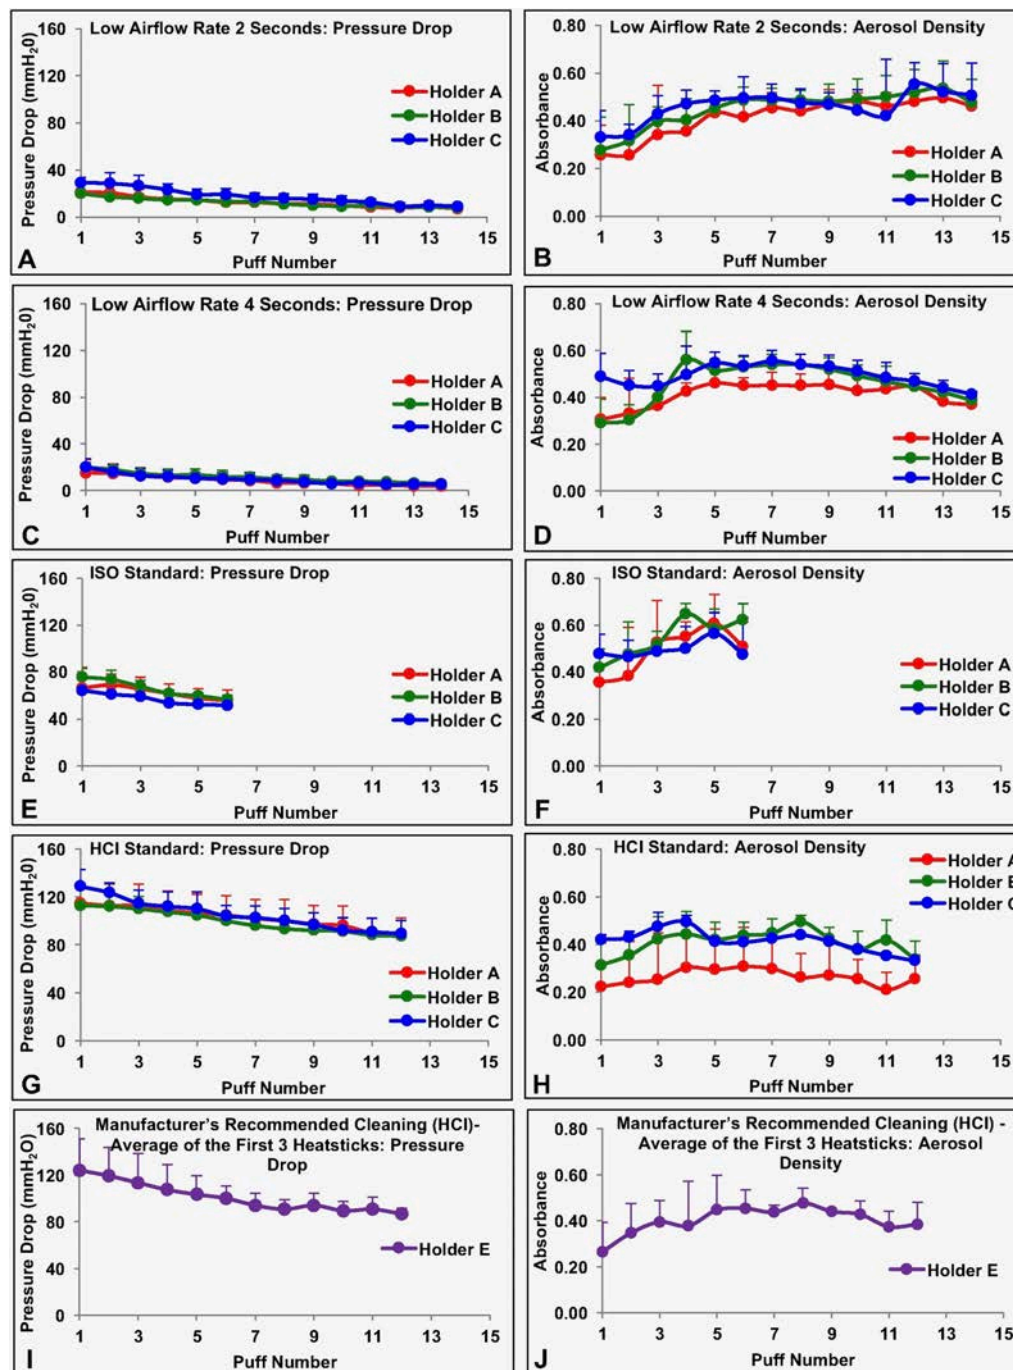 Low Airflow Rate 2 Seconds: Pressure Drop
Pressure Drop (mmH20)
160
120
80
40
0
Holder A
Holder B
Holder C
1 3 5 7 9 11 13 15
Puff Number
A
Low Airflow Rate 2 Seconds: Aerosol Density
Absorbance
0.80
0.60
0.40
0.20
0.00
Holder A
Holder B
Holder C
1 3 5 7 9 11 13 15
Puff Number
B
Low Airflow Rate 4 Seconds: Pressure Drop
Pressure Drop (mmH20)
160
120
80
40
0
Holder A
Holder B
Holder C
1 3 5 7 9 11 13 15
Puff Number
C
Low Airflow Rate 4 Seconds: Aerosol Density
Absorbance
0.80
0.60
0.40
0.20
0.00
Holder A
Holder B
Holder C
1 3 5 7 9 11 13 15
Puff Number
D
ISO Standard: Pressure Drop
Pressure Drop (mmH20)
160
120
80
40
0
Holder A
Holder B
Holder C
1 3 5 7 9 11 13 15
Puff Number
E
ISO Standard: Aerosol Density
Absorbance
0.80
0.60
0.40
0.20
0.00
Holder A
Holder B
Holder C
1 3 5 7 9 11 13 15
Puff Number
F
HCI Standard: Pressure Drop
Pressure Drop (mmH20)
160
120
80
40
0
Holder A
Holder B
Holder C
1 3 5 7 9 11 13 15
Puff Number
G
HCI Standard: Aerosol Density
Absorbance
0.80
0.60
0.40
0.20
0.00
Holder A
Holder
Holder
1 3 5 7 9 11 13 15
Puff Number
H
Manufacturer's Recommended Cleaning (HCI)-
Average of the First 3 Heatsticks: Pressure
Drop
Pressure Drop (mmH2O)
160
120
80
40
0
Holder E
1 3 5 7 9 11 13 15
Puff Number
I
Manufacturer's Recommended Cleaning (HCI) -
Average of the First 3 Heatsticks: Aerosol
Density
Absorbance
0.80
0.60
0.40
0.20
0.00
Holder E
1 3 5 7 9 11 13 15
Puff Number
J